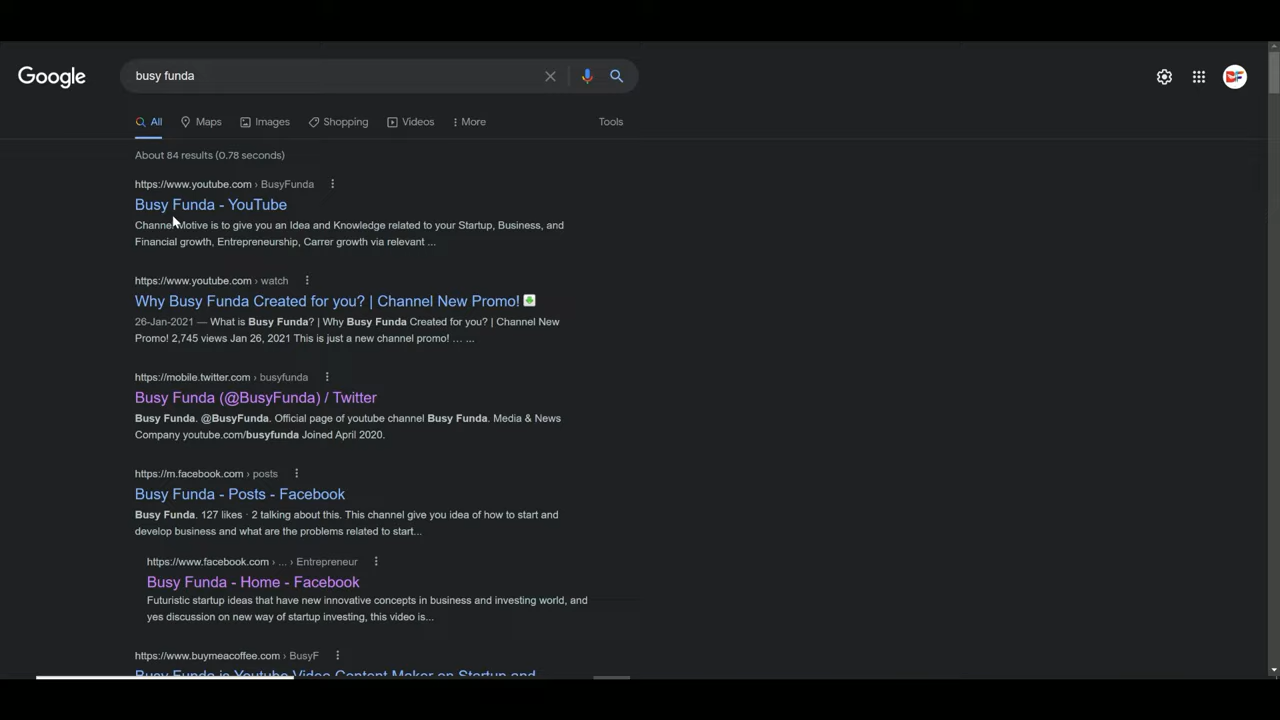 Google
busy funda
All
Maps
Images
Shopping
Videos
More
Tools
About 84 results (0.78 seconds)
https://www.youtube.com › BusyFunda
Busy Funda - YouTube
Channel Motive is to give you an Idea and Knowledge related to your Startup, Business, and
Financial growth, Entrepreneurship, Carrer growth via relevant ...
https://www.youtube.com › watch
Why Busy Funda Created for you? | Channel New Promo!
26-Jan-2021 — What is Busy Funda? | Why Busy Funda Created for you? | Channel New
Promo! 2,745 views Jan 26, 2021 This is just a new channel promo! … ...
https://mobile.twitter.com › busyfunda
Busy Funda (@BusyFunda) / Twitter
Busy Funda. @BusyFunda. Official page of youtube channel Busy Funda. Media & News
Company youtube.com/busyfunda Joined April 2020.
https://m.facebook.com › posts
Busy Funda - Posts - Facebook
Busy Funda. 127 likes · 2 talking about this. This channel give you idea of how to start and
develop business and what are the problems related to start...
https://www.facebook.com › ... › Entrepreneur
Busy Funda - Home - Facebook
Futuristic startup ideas that have new innovative concepts in business and investing world, and
yes discussion on new way of startup investing, this video is...
https://www.buymeacoffee.com › BusyF
Busy Funda is Youtube Video Content Maker on Startup and